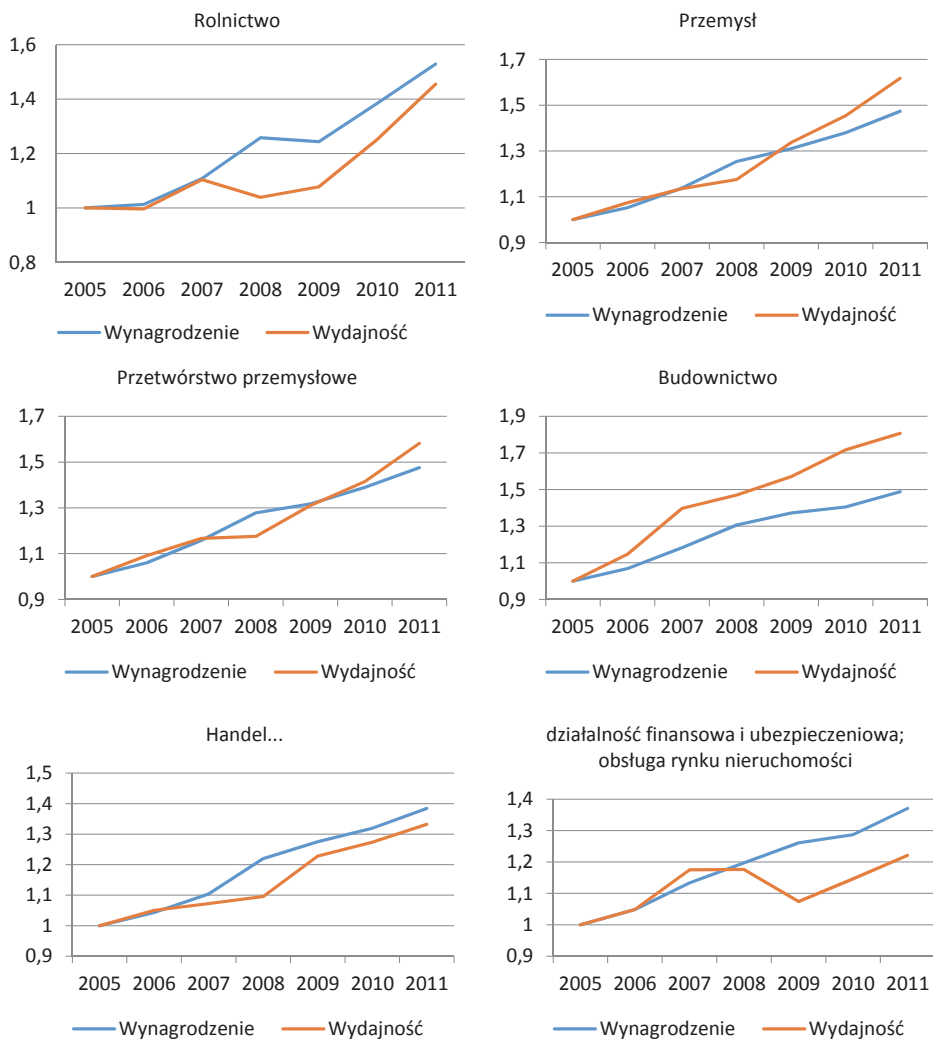 Rolnictwo
1,6
1,4
1,2
1
0,8
2005 2006 2007 2008 2009 2010 2011
Wynagrodzenie Wydajność
Przemysł
1,7
1,5
1,3
1,1
0,9
2005 2006 2007 2008 2009 2010 2011
Wynagrodzenie Wydajność
Przetwórstwo przemysłowe
1,7
1,5
1,3
1,1
0,9
2005 2006 2007 2008 2009 2010 2011
Wynagrodzenie Wydajność
Budownictwo
1,9
1,7
1,5
1,3
1,1
0,9
2005 2006 2007 2008 2009 2010 2011
Wynagrodzenie Wydajność
Handel...
1,5
1,4
1,3
1,2
1,1
1
0,9
2005 2006 2007 2008 2009 2010 2011
Wynagrodzenie Wydajność
działalność finansowa i ubezpieczeniowa;
obsługa rynku nieruchomości
1,4
1,3
1,2
1,1
1
0,9
2005 2006 2007 2008 2009 2010 2011
Wynagrodzenie Wydajność